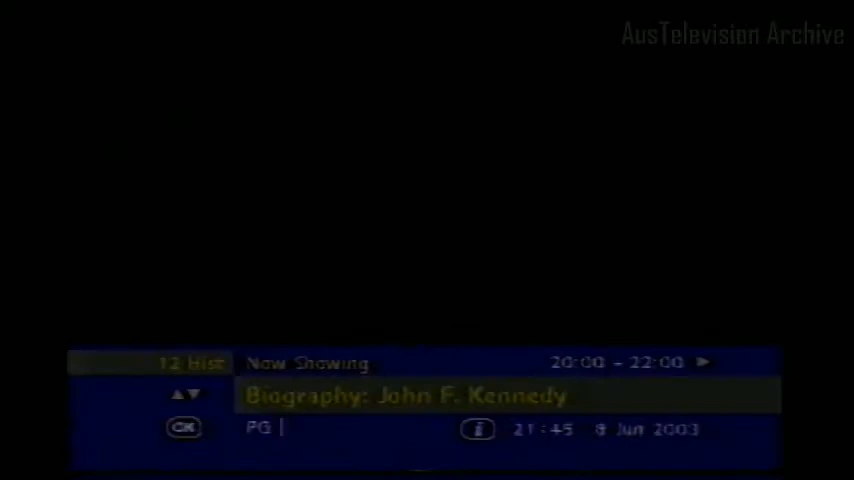 AusTelevision Archive
12 Hist Now Showing 20:00 - 22:00 ►
▲▼ Biography: John F. Kennedy
OK PG | i 21:45 8 Jun 2003